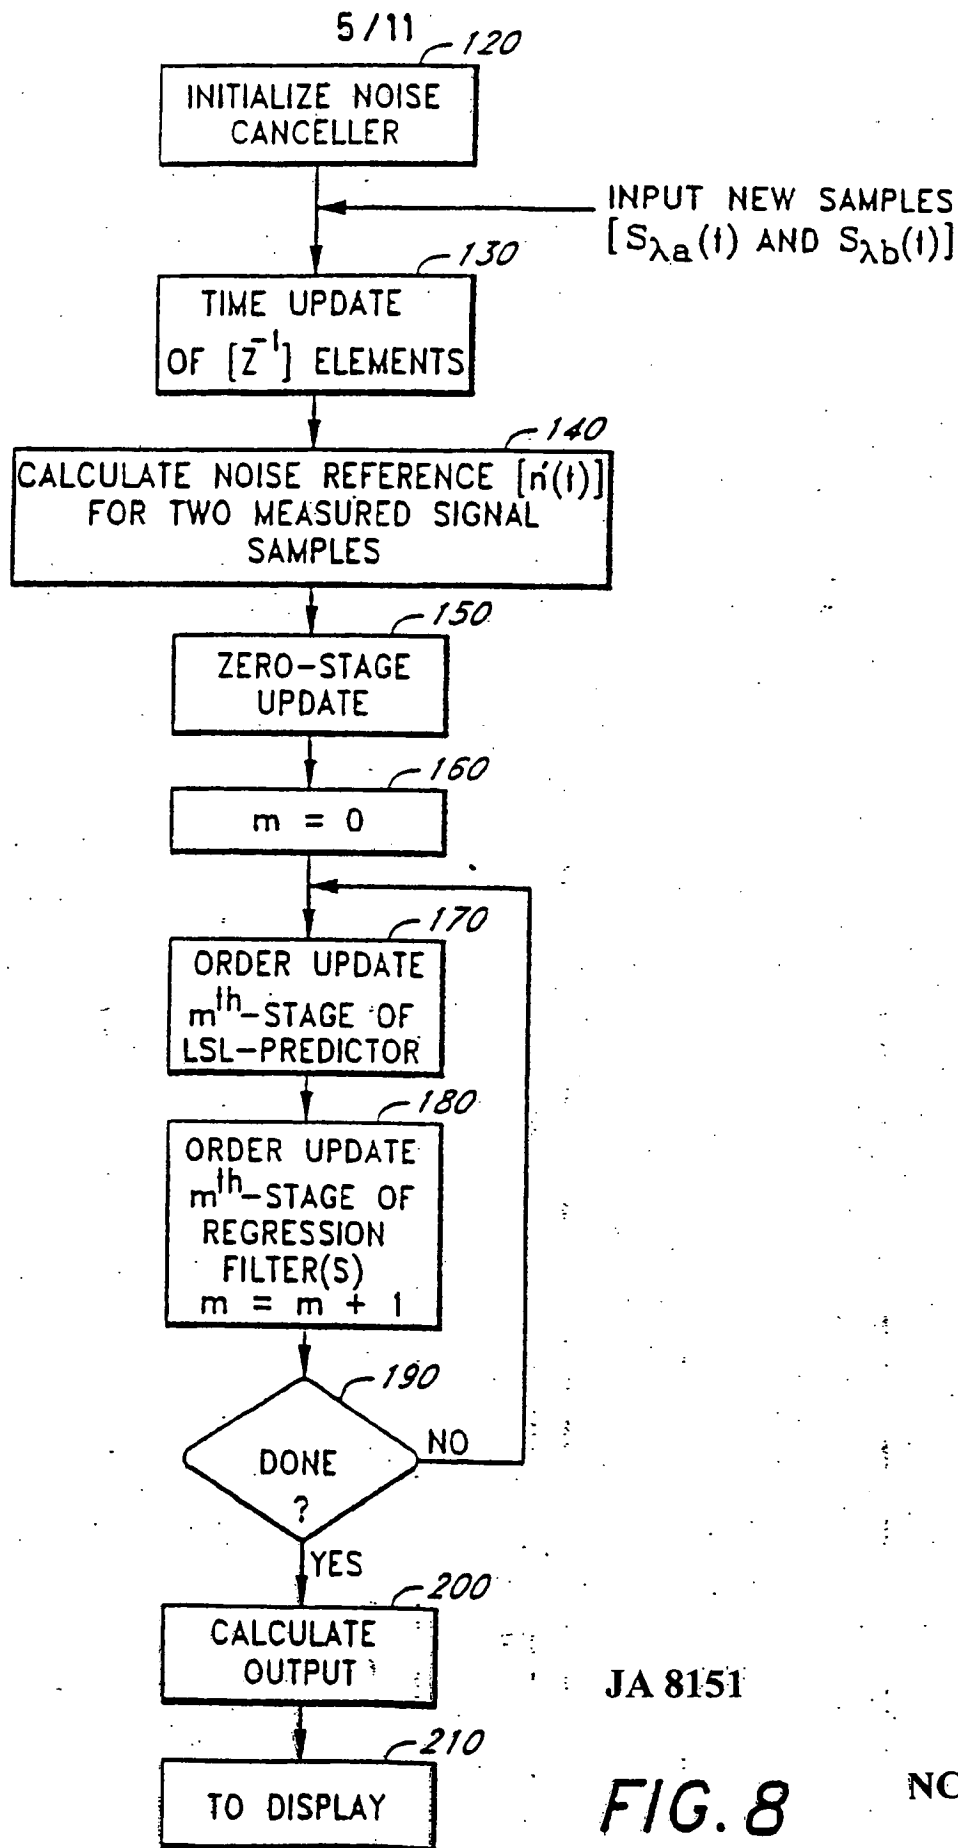 5/11
120
INITIALIZE NOISE
CANCELLER
INPUT NEW SAMPLES
[Sλa(t) AND Sλb(t)]
130
TIME UPDATE
OF [Z⁻¹] ELEMENTS
140
CALCULATE NOISE REFERENCE [n'(t)]
FOR TWO MEASURED SIGNAL
SAMPLES
150
ZERO-STAGE
UPDATE
160
m = 0
170
ORDER UPDATE
mth-STAGE OF
LSL-PREDICTOR
180
ORDER UPDATE
mth-STAGE OF
REGRESSION
FILTER(S)
m = m + 1
190
DONE
?
NO
YES
200
CALCULATE
OUTPUT
JA 8151
210
TO DISPLAY
FIG. 8
NC